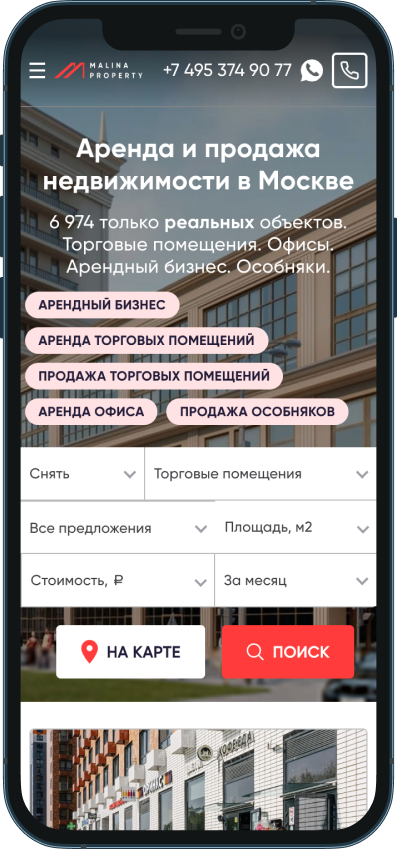 MALINA
PROPERTY
+7 495 374 90 77
Аренда и продажа
недвижимости в Москве
6 974 только реальных объектов.
Торговые помещения. Офисы.
Арендный бизнес. Особняки.
АРЕНДНЫЙ БИЗНЕС
АРЕНДА ТОРГОВЫХ ПОМЕЩЕНИЙ
ПРОДАЖА ТОРГОВЫХ ПОМЕЩЕНИЙ
АРЕНДА ОФИСА
ПРОДАЖА ОСОБНЯКОВ
Снять
Торговые помещения
Все предложения
Площадь, м2
Стоимость, ₽
За месяц
НА КАРТЕ
ПОИСК